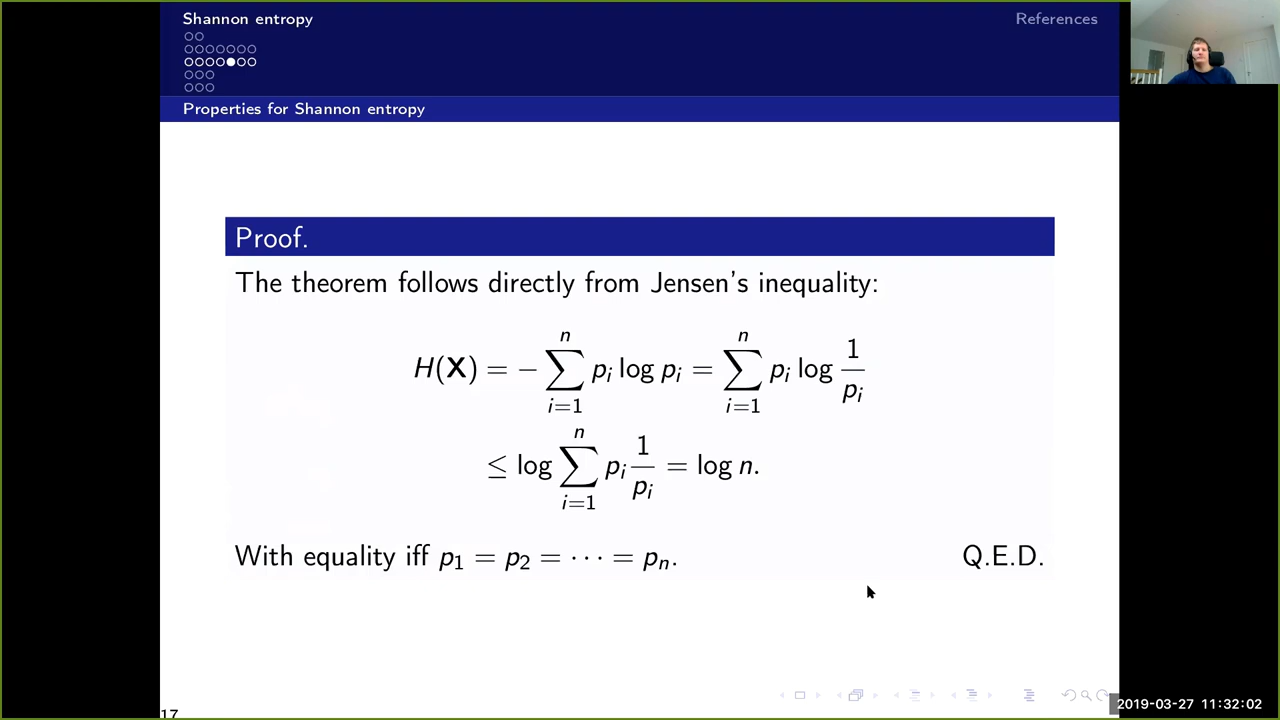 Shannon entropy
References
Properties for Shannon entropy
Proof.
The theorem follows directly from Jensen's inequality:
H(X) = − ∑_{i=1}^{n} p_i log p_i = ∑_{i=1}^{n} p_i log 1/p_i
≤ log ∑_{i=1}^{n} p_i 1/p_i = log n.
With equality iff p_1 = p_2 = ⋯ = p_n.
Q.E.D.
17
2019-03-27 11:32:02